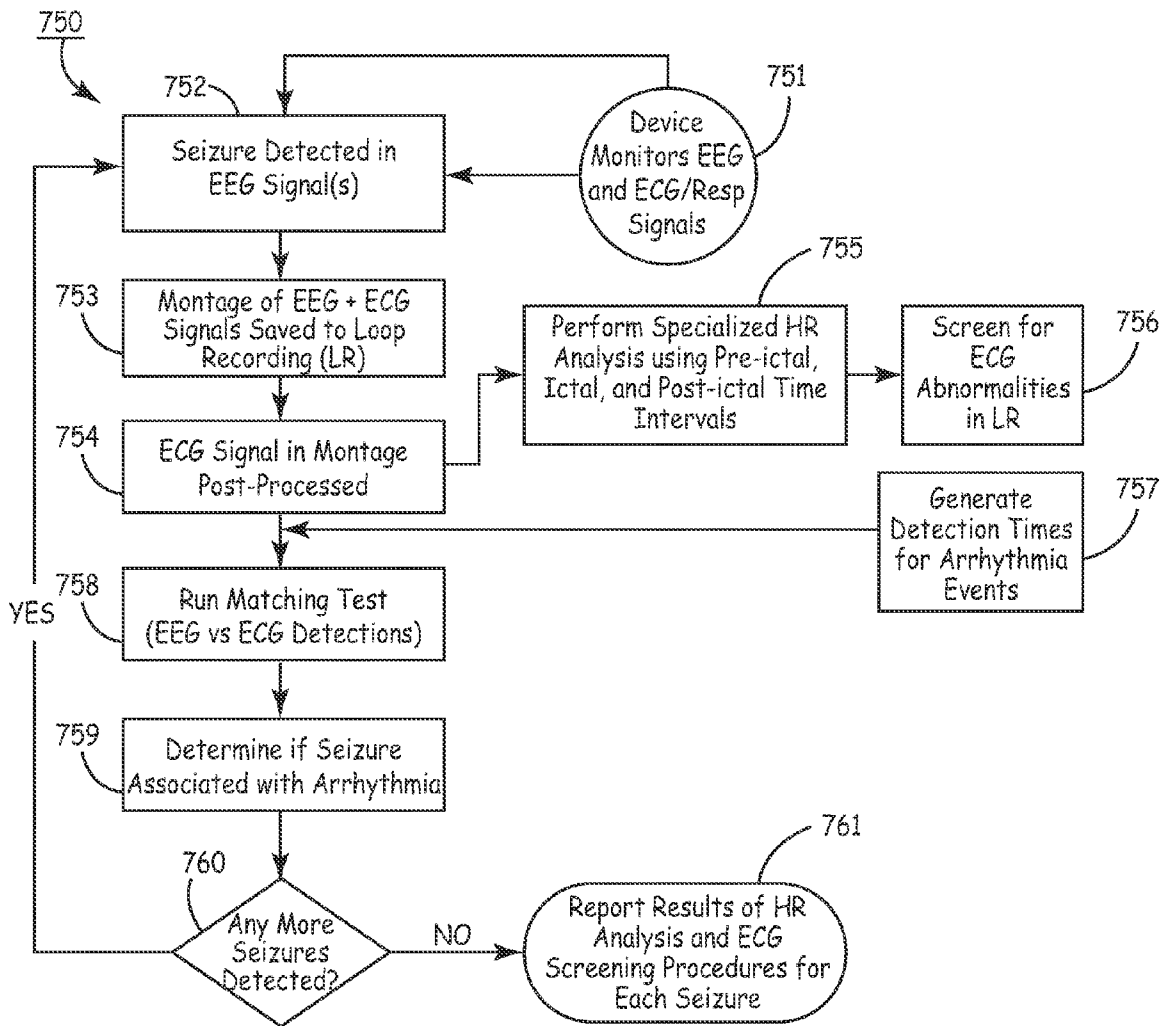 750
752
Seizure Detected in
EEG Signal(s)
751
Device
Monitors EEG
and ECG/Resp
Signals
753
Montage of EEG + ECG
Signals Saved to Loop
Recording (LR)
755
Perform Specialized HR
Analysis using Pre-ictal,
Ictal, and Post-ictal Time
Intervals
756
Screen for
ECG
Abnormalities
in LR
754
ECG Signal in Montage
Post-Processed
757
Generate
Detection Times
for Arrhythmia
Events
758
Run Matching Test
(EEG vs ECG Detections)
YES
759
Determine if Seizure
Associated with Arrhythmia
760
Any More
Seizures
Detected?
NO
761
Report Results of HR
Analysis and ECG
Screening Procedures for
Each Seizure